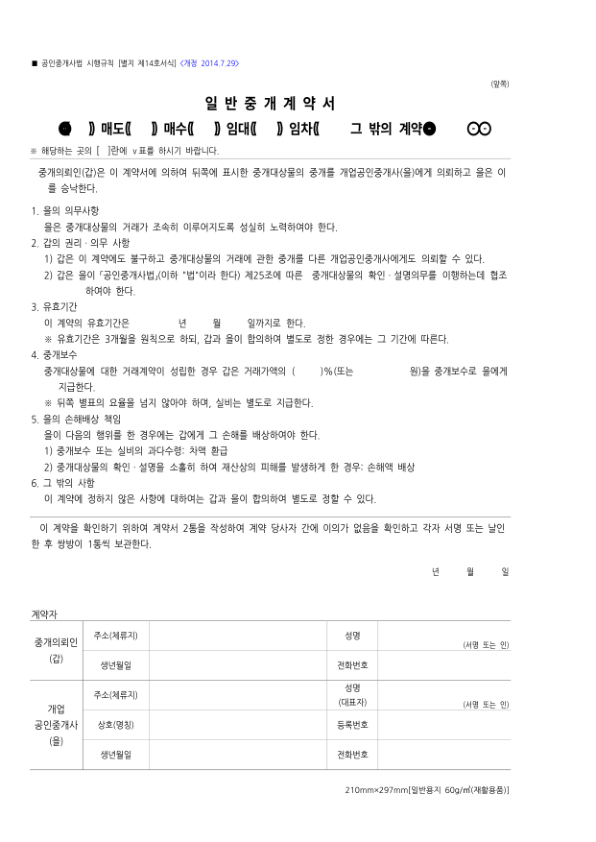 ■ 공인중개사법 시행규칙 [별지 제14호서식] <개정 2014.7.29>
(앞쪽)
일 반 중 개 계 약 서
⟫ 매도⟪ ⟫ 매수⟪ ⟫ 임대⟪ ⟫ 임차⟪ 그 밖의 계약
※ 해당하는 곳의 [ ]란에 v표를 하시기 바랍니다.
중개의뢰인(갑)은 이 계약서에 의하여 뒤쪽에 표시한 중개대상물의 중개를 개업공인중개사(을)에게 의뢰하고 을은 이
를 승낙한다.
1. 을의 의무사항
을은 중개대상물의 거래가 조속히 이루어지도록 성실히 노력하여야 한다.
2. 갑의 권리ㆍ의무 사항
1) 갑은 이 계약에도 불구하고 중개대상물의 거래에 관한 중개를 다른 개업공인중개사에게도 의뢰할 수 있다.
2) 갑은 을이 「공인중개사법」(이하 "법"이라 한다) 제25조에 따른 중개대상물의 확인ㆍ설명의무를 이행하는데 협조
하여야 한다.
3. 유효기간
이 계약의 유효기간은 년 월 일까지로 한다.
※ 유효기간은 3개월을 원칙으로 하되, 갑과 을이 합의하여 별도로 정한 경우에는 그 기간에 따른다.
4. 중개보수
중개대상물에 대한 거래계약이 성립한 경우 갑은 거래가액의 ( )%(또는 원)을 중개보수로 을에게
지급한다.
※ 뒤쪽 별표의 요율을 넘지 않아야 하며, 실비는 별도로 지급한다.
5. 을의 손해배상 책임
을이 다음의 행위를 한 경우에는 갑에게 그 손해를 배상하여야 한다.
1) 중개보수 또는 실비의 과다수령: 차액 환급
2) 중개대상물의 확인ㆍ설명을 소홀히 하여 재산상의 피해를 발생하게 한 경우: 손해액 배상
6. 그 밖의 사항
이 계약에 정하지 않은 사항에 대하여는 갑과 을이 합의하여 별도로 정할 수 있다.
이 계약을 확인하기 위하여 계약서 2통을 작성하여 계약 당사자 간에 이의가 없음을 확인하고 각자 서명 또는 날인
한 후 쌍방이 1통씩 보관한다.
년 월 일
계약자
중개의뢰인
(갑)
주소(체류지)
성명
(서명 또는 인)
생년월일
전화번호
개업
공인중개사
(을)
주소(체류지)
성명
(대표자)
(서명 또는 인)
상호(명칭)
등록번호
생년월일
전화번호
210mm×297mm[일반용지 60g/㎡(재활용품)]